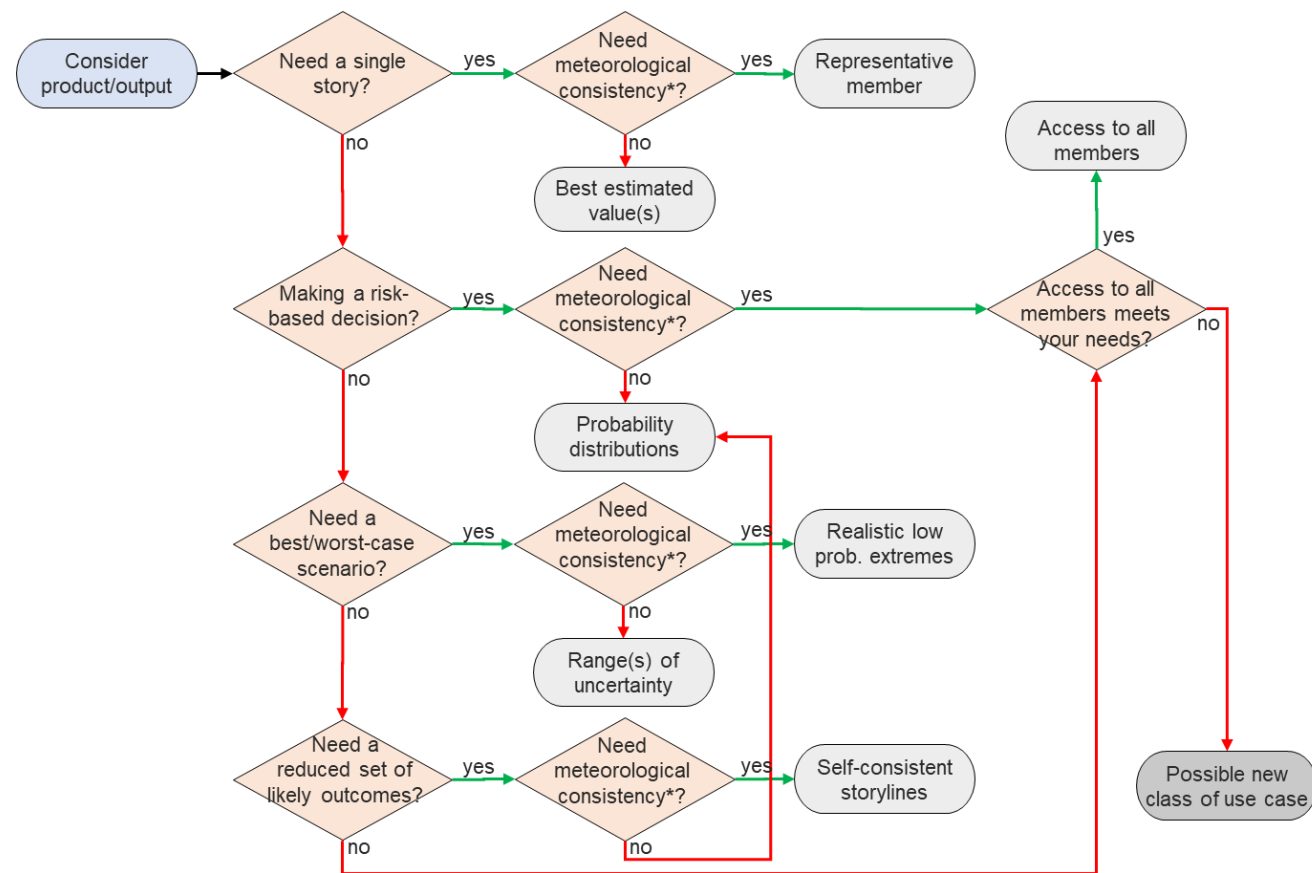 Consider
product/output
Need a single
story?
yes
Need
meteorological
consistency*?
yes
Representative
member
no
no
Best estimated
value(s)
Access to all
members
yes
Making a risk-
based decision?
yes
Need
meteorological
consistency*?
yes
Access to all
members meets
your needs?
no
no
no
Probability
distributions
Need a
best/worst-case
scenario?
yes
Need
meteorological
consistency*?
yes
Realistic low
prob. extremes
no
no
Range(s) of
uncertainty
Need a
reduced set of
likely outcomes?
yes
Need
meteorological
consistency*?
yes
Self-consistent
storylines
no
no
Possible new
class of use case